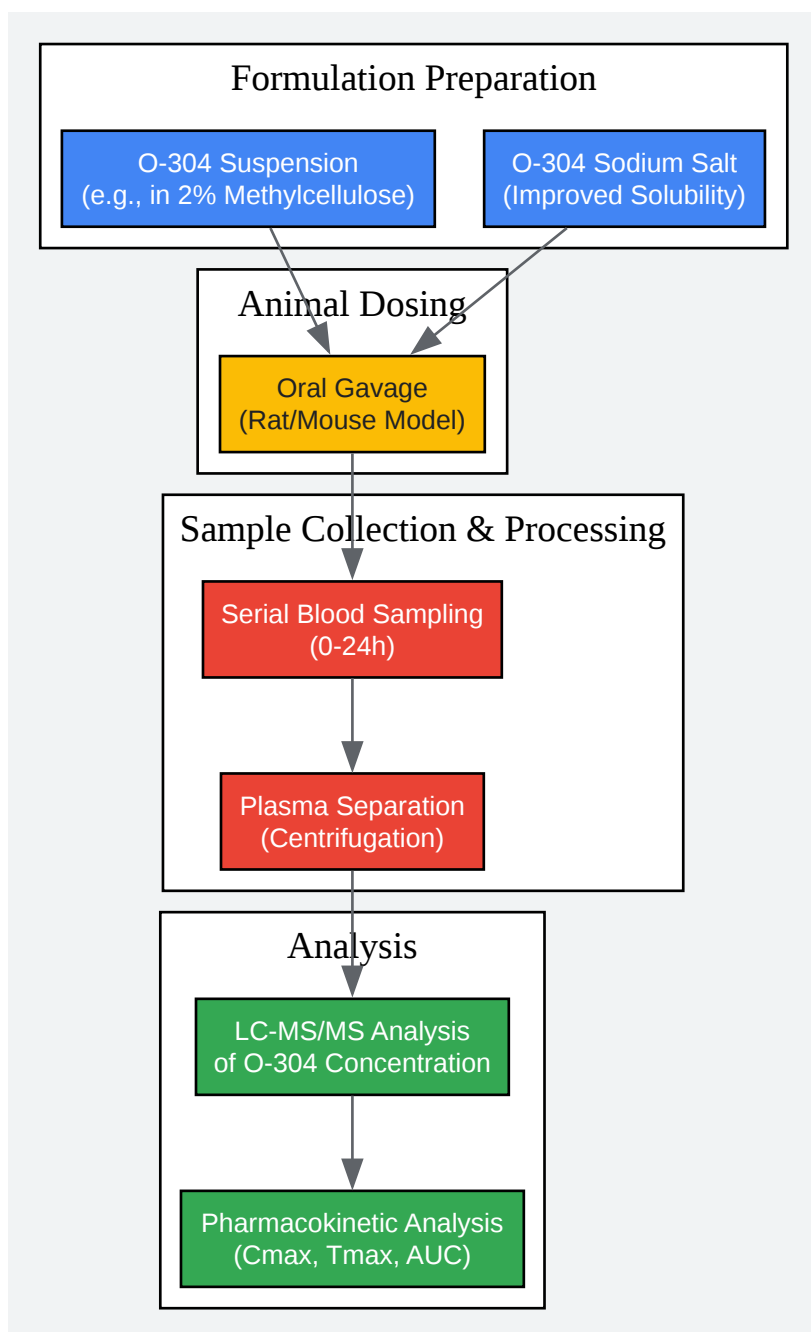 Formulation Preparation
O-304 Suspension
(e.g., in 2% Methylcellulose)
O-304 Sodium Salt
(Improved Solubility)
Animal Dosing
Oral Gavage
(Rat/Mouse Model)
Sample Collection & Processing
Serial Blood Sampling
(0-24h)
Plasma Separation
(Centrifugation)
Analysis
LC-MS/MS Analysis
of O-304 Concentration
Pharmacokinetic Analysis
(Cmax, Tmax, AUC)